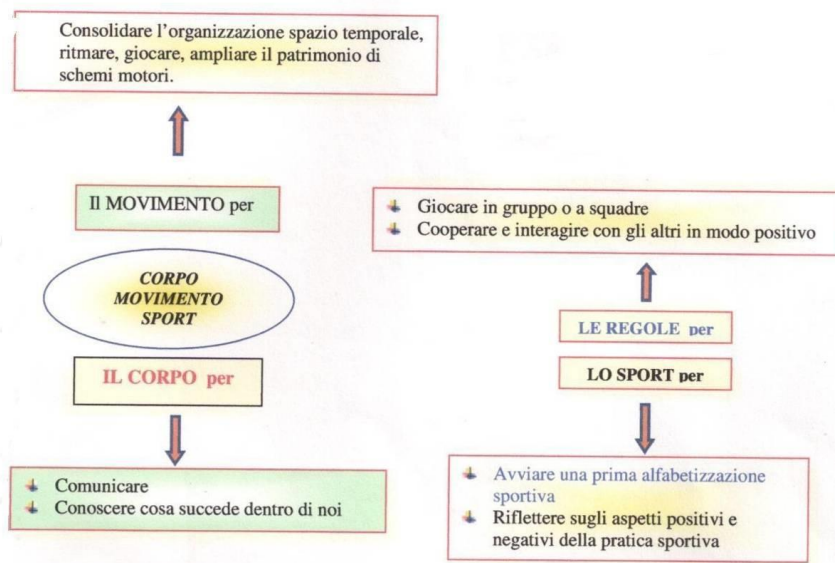 Consolidare l’organizzazione spazio temporale,
ritmare, giocare, ampliare il patrimonio di
schemi motori.
Il MOVIMENTO per
Giocare in gruppo o a squadre
Cooperare e interagire con gli altri in modo positivo
CORPO
MOVIMENTO
SPORT
LE REGOLE per
IL CORPO per
LO SPORT per
Comunicare
Conoscere cosa succede dentro di noi
Avviare una prima alfabetizzazione
sportiva
Riflettere sugli aspetti positivi e
negativi della pratica sportiva